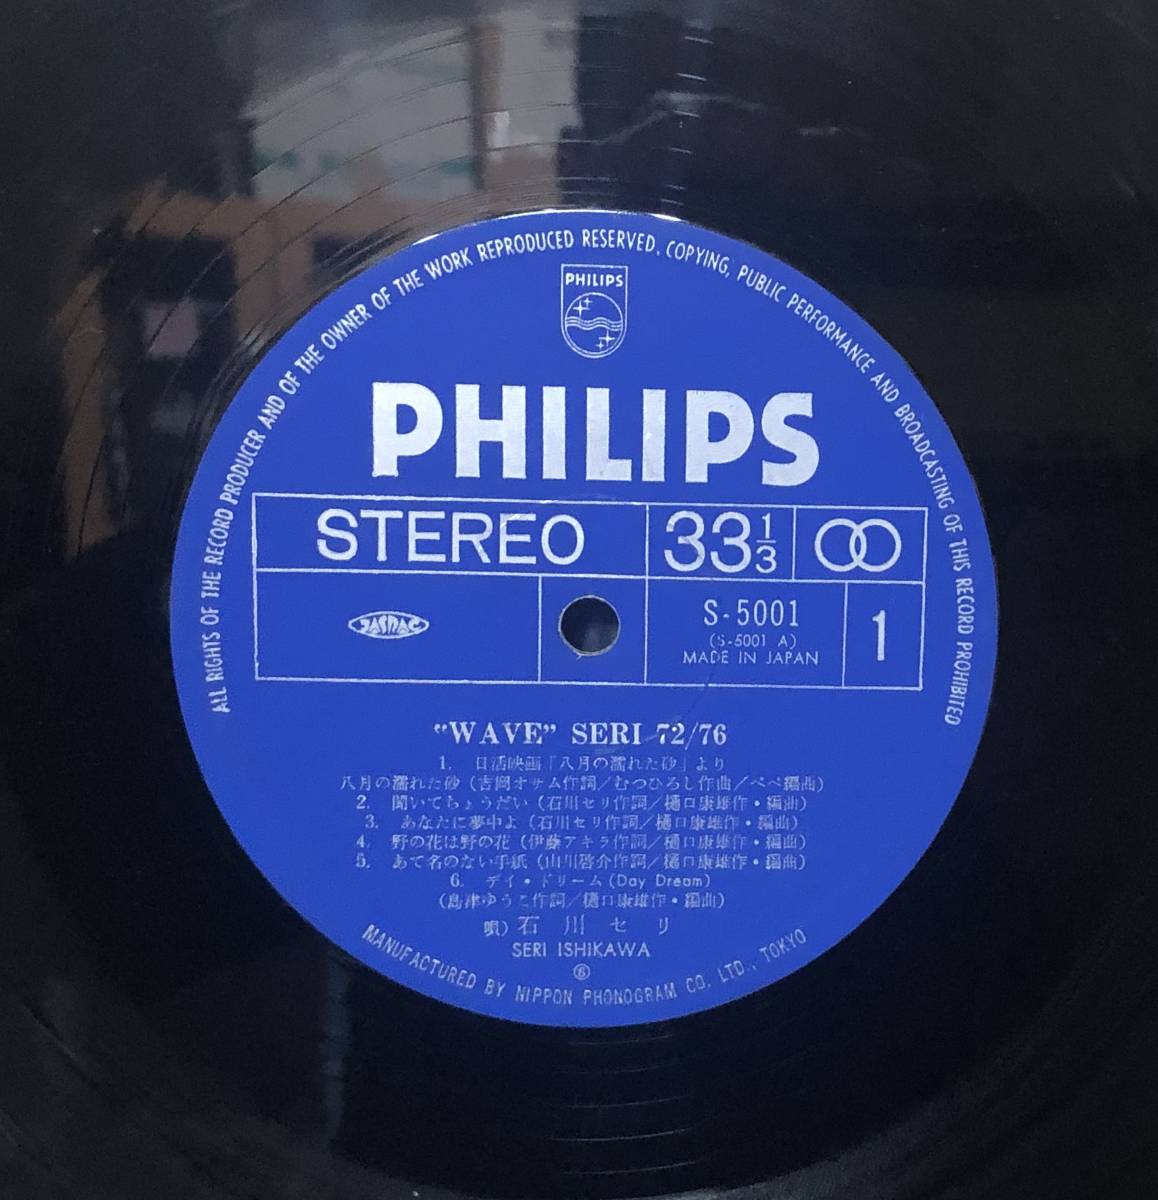 ALL RIGHTS OF THE RECORD PRODUCER AND OF THE OWNER OF THE WORK REPRODUCED RESERVED. COPYING, PUBLIC PERFORMANCE AND BROADCASTING OF THIS RECORD PROHIBITED
PHILIPS
PHILIPS
STEREO
33 1/3
JASRAC
S-5001
(S-5001 A)
MADE IN JAPAN
1
“WAVE” SERI 72/76
1. 日活映画「八月の濡れた砂」より
八月の濡れた砂（吉岡オサム作詞／むつひろし作曲／ペペ編曲）
2. 聞いてちょうだい（石川セリ作詞／樋口康雄作・編曲）
3. あなたに夢中よ（石川セリ作詞／樋口康雄作・編曲）
4. 野の花は野の花（伊藤アキラ作詞／樋口康雄作・編曲）
5. あて名のない手紙（山川啓介作詞／樋口康雄作・編曲）
6. デイ・ドリーム（Day Dream）
（島津ゆうこ作詞／樋口康雄作・編曲）
唄）石川セリ
SERI ISHIKAWA
⑥
MANUFACTURED BY NIPPON PHONOGRAM CO. LTD., TOKYO